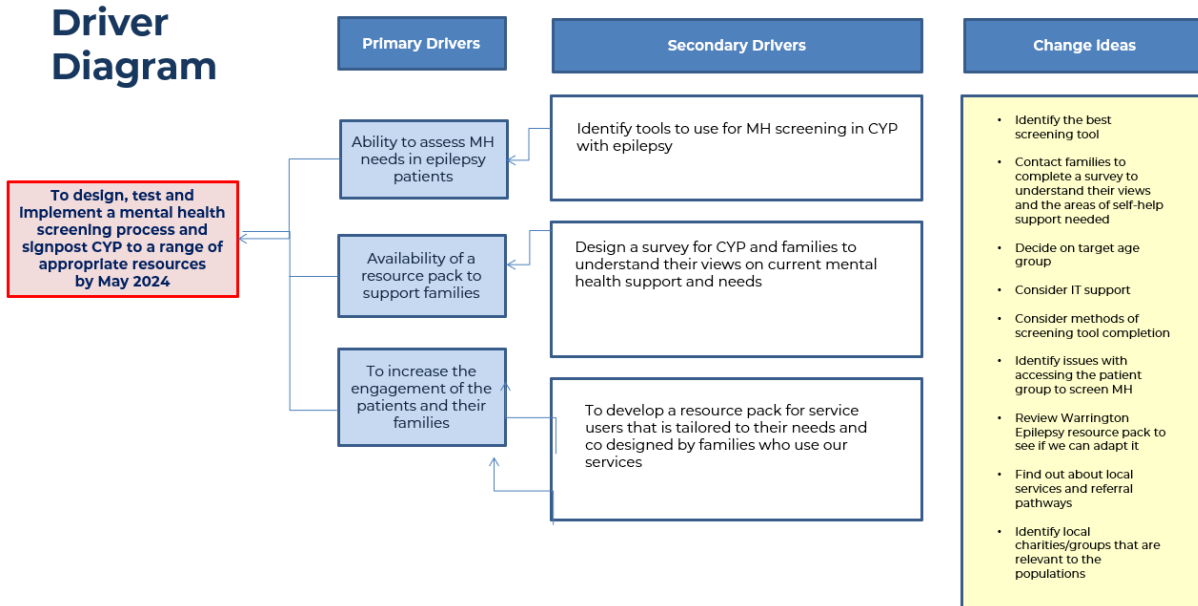 Driver
Diagram
Primary Drivers
Secondary Drivers
Change Ideas
To design, test and
implement a mental health
screening process and
signpost CYP to a range of
appropriate resources
by May 2024
Ability to assess MH
needs in epilepsy
patients
Availability of a
resource pack to
support families
To increase the
engagement of the
patients and their
families
Identify tools to use for MH screening in CYP
with epilepsy
Design a survey for CYP and families to
understand their views on current mental
health support and needs
To develop a resource pack for service
users that is tailored to their needs and
co designed by families who use our
services
• Identify the best
screening tool
• Contact families to
complete a survey to
understand their views
and the areas of self-help
support needed
• Decide on target age
group
• Consider IT support
• Consider methods of
screening tool completion
• Identify issues with
accessing the patient
group to screen MH
• Review Warrington
Epilepsy resource pack to
see if we can adapt it
• Find out about local
services and referral
pathways
• Identify local
charities/groups that are
relevant to the
populations